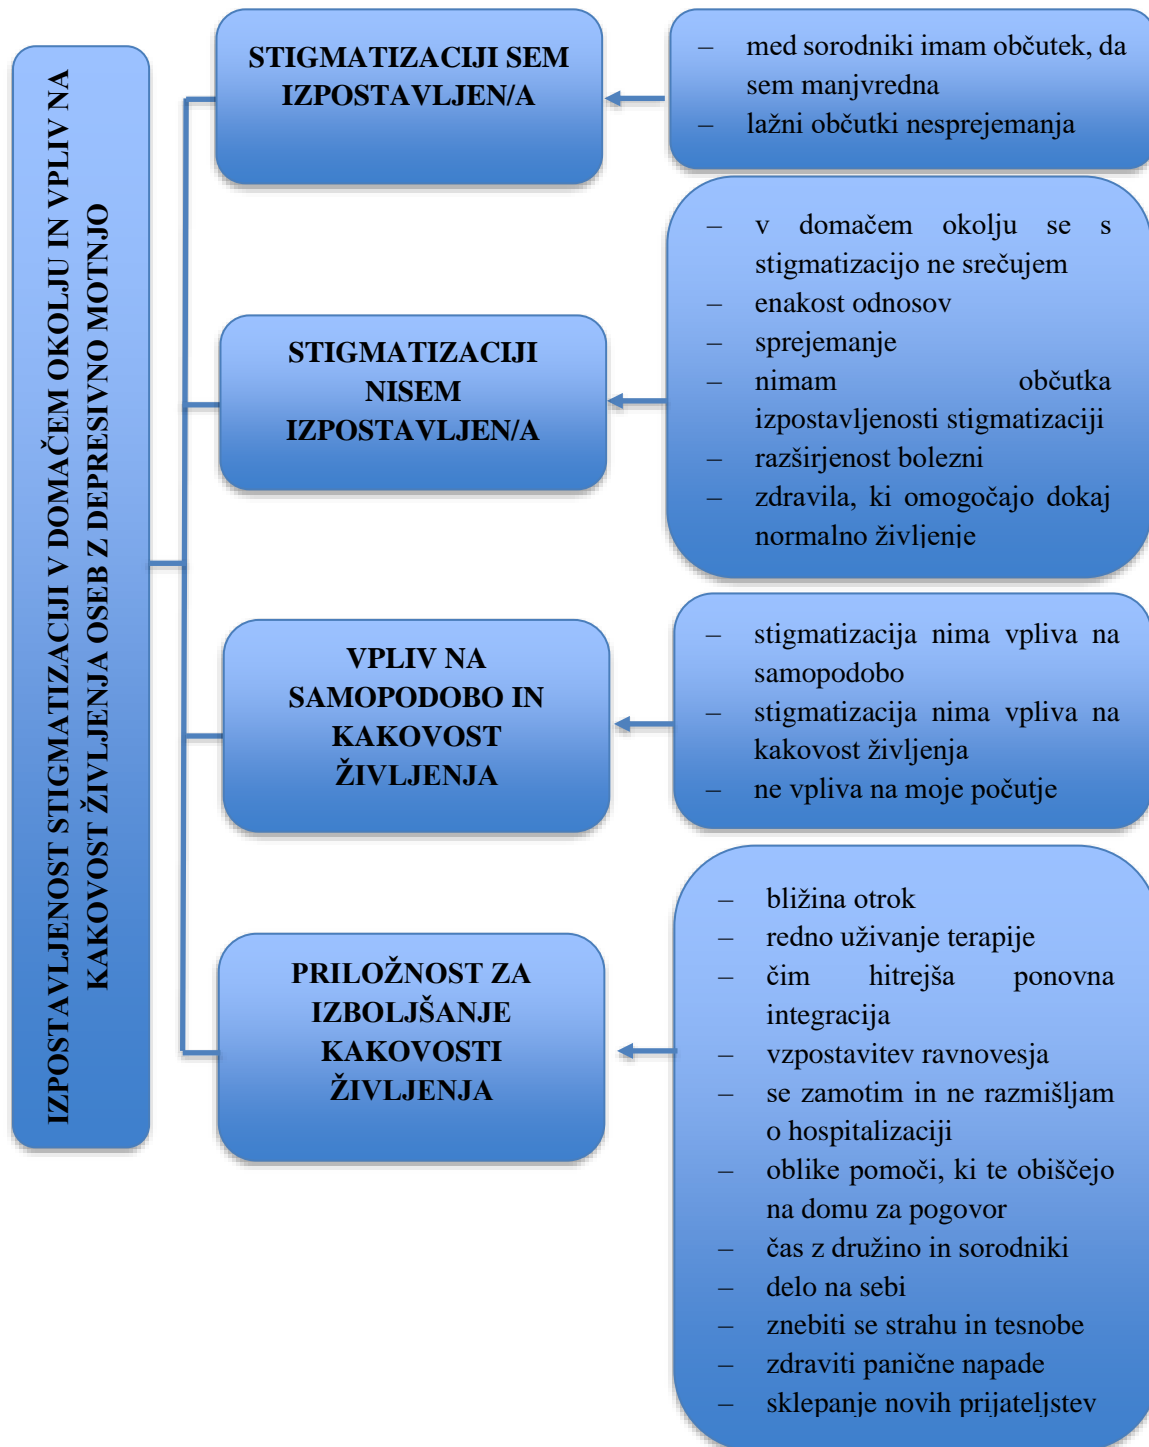 IZPOSTAVLJENOST STIGMATIZACIJI V DOMAČEM OKOLJU IN VPLIV NA
KAKOVOST ŽIVLJENJA OSEB Z DEPRESIVNO MOTNJO
STIGMATIZACIJI SEM
IZPOSTAVLJEN/A
– med sorodniki imam občutek, da
sem manjvredna
– lažni občutki nesprejemanja
STIGMATIZACIJI
NISEM
IZPOSTAVLJEN/A
– v domačem okolju se s
stigmatizacijo ne srečujem
– enakost odnosov
– sprejemanje
– nimam občutka
izpostavljenosti stigmatizaciji
– razširjenost bolezni
– zdravila, ki omogočajo dokaj
normalno življenje
VPLIV NA
SAMOPODOBO IN
KAKOVOST
ŽIVLJENJA
– stigmatizacija nima vpliva na
samopodobo
– stigmatizacija nima vpliva na
kakovost življenja
– ne vpliva na moje počutje
PRILOŽNOST ZA
IZBOLJŠANJE
KAKOVOSTI
ŽIVLJENJA
– bližina otrok
– redno uživanje terapije
– čim hitrejša ponovna
integracija
– vzpostavitev ravnovesja
– se zamotim in ne razmišljam
o hospitalizaciji
– oblike pomoči, ki te obiščejo
na domu za pogovor
– čas z družino in sorodniki
– delo na sebi
– znebiti se strahu in tesnobe
– zdraviti panične napade
– sklepanje novih prijateljstev